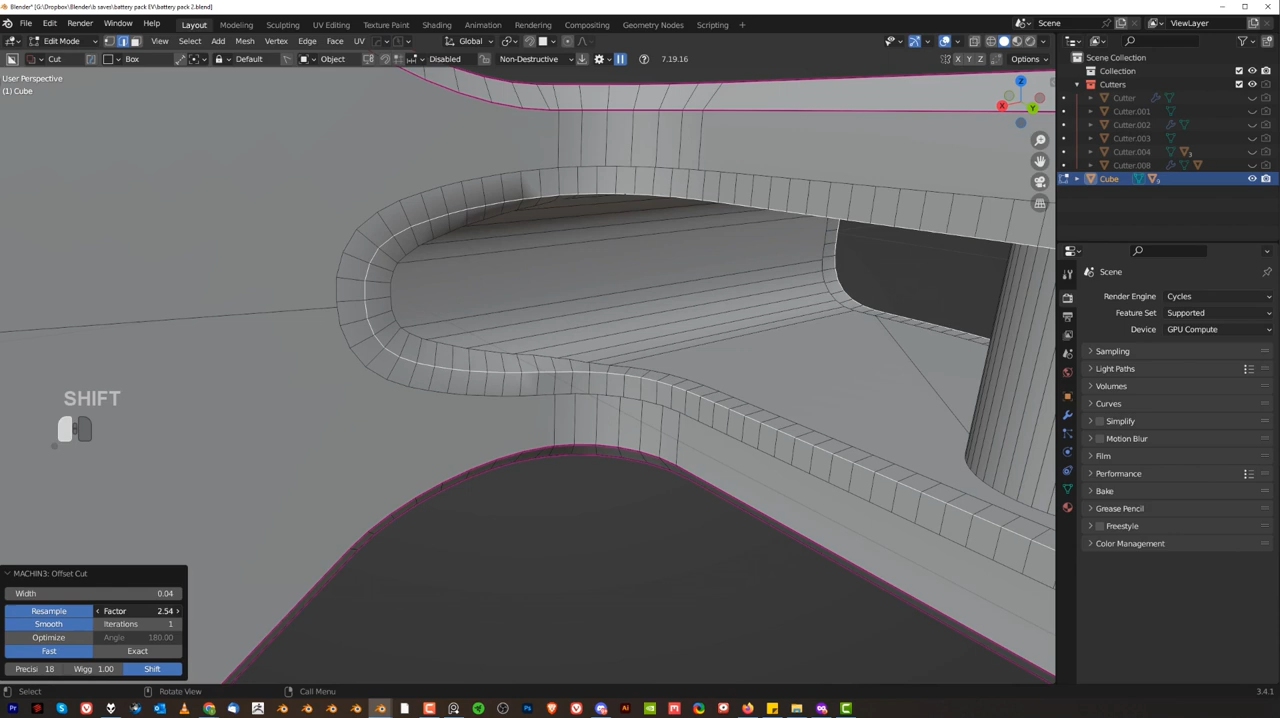 Blender* [G:\Dropbox\Blender\b saves\battery pack EV\battery pack 2.blend]
File Edit Render Window Help Layout Modeling Sculpting UV Editing Texture Paint Shading Animation Rendering Compositing Geometry Nodes Scripting + Scene ViewLayer
Edit Mode View Select Add Mesh Vertex Edge Face UV Global X Y Z Options
Cut Box Default Object Disabled Non-Destructive 7.19.16
User Perspective
(1) Cube
Z
X
Y
SHIFT
MACHIN3: Offset Cut
Width 0.04
Resample Factor 2.54
Smooth Iterations 1
Optimize Angle 180.00
Fast Exact
Precisi 18 Wigg 1.00 Shift
Scene Collection
Collection
Cutters
Cutter
Cutter.001
Cutter.002
Cutter.003
Cutter.004 3
Cutter.008
Cube 9
Scene
Render Engine Cycles
Feature Set Supported
Device GPU Compute
Sampling
Light Paths
Volumes
Curves
Simplify
Motion Blur
Film
Performance
Bake
Grease Pencil
Freestyle
Color Management
Select Rotate View Call Menu 3.4.1